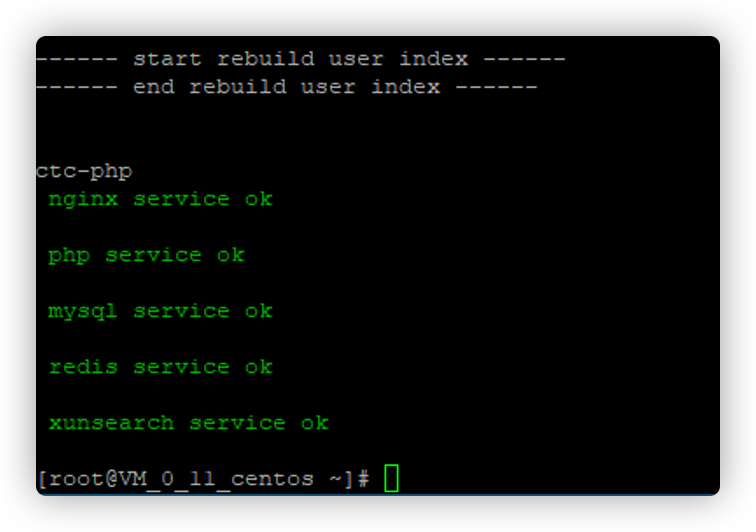 ------ start rebuild user index ------
------ end rebuild user index ------
ctc-php
nginx service ok
php service ok
mysql service ok
redis service ok
xunsearch service ok
[root@VM_0_11_centos ~]#